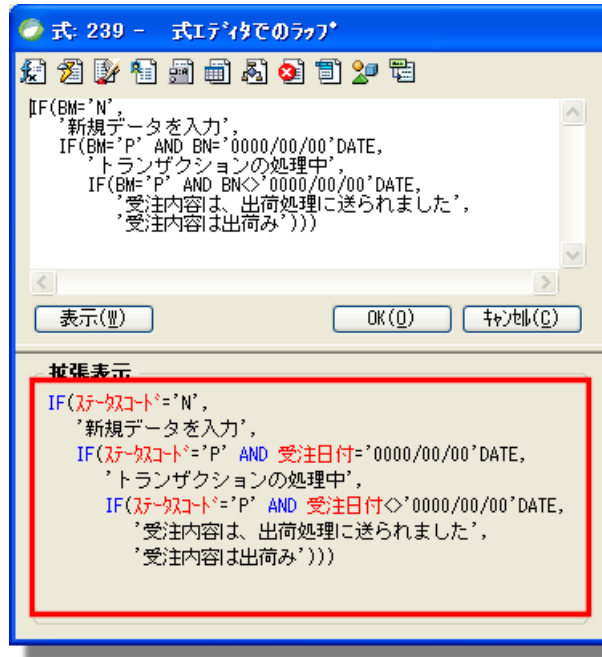 式: 239 - 式ｴﾃﾞｨﾀでのﾗｯﾌﾟ
IF(BM='N',
'新規データを入力',
IF(BM='P' AND BN='0000/00/00'DATE,
'トランザクションの処理中',
IF(BM='P' AND BN<>'0000/00/00'DATE,
'受注内容は、出荷処理に送られました',
'受注内容は出荷み')))
表示(W)
OK(O)
ｷｬﾝｾﾙ(C)
拡張表示
IF(ｽﾃｰﾀｽｺｰﾄﾞ='N',
'新規データを入力',
IF(ｽﾃｰﾀｽｺｰﾄﾞ='P' AND 受注日付='0000/00/00'DATE,
'トランザクションの処理中',
IF(ｽﾃｰﾀｽｺｰﾄﾞ='P' AND 受注日付<>'0000/00/00'DATE,
'受注内容は、出荷処理に送られました',
'受注内容は出荷み')))